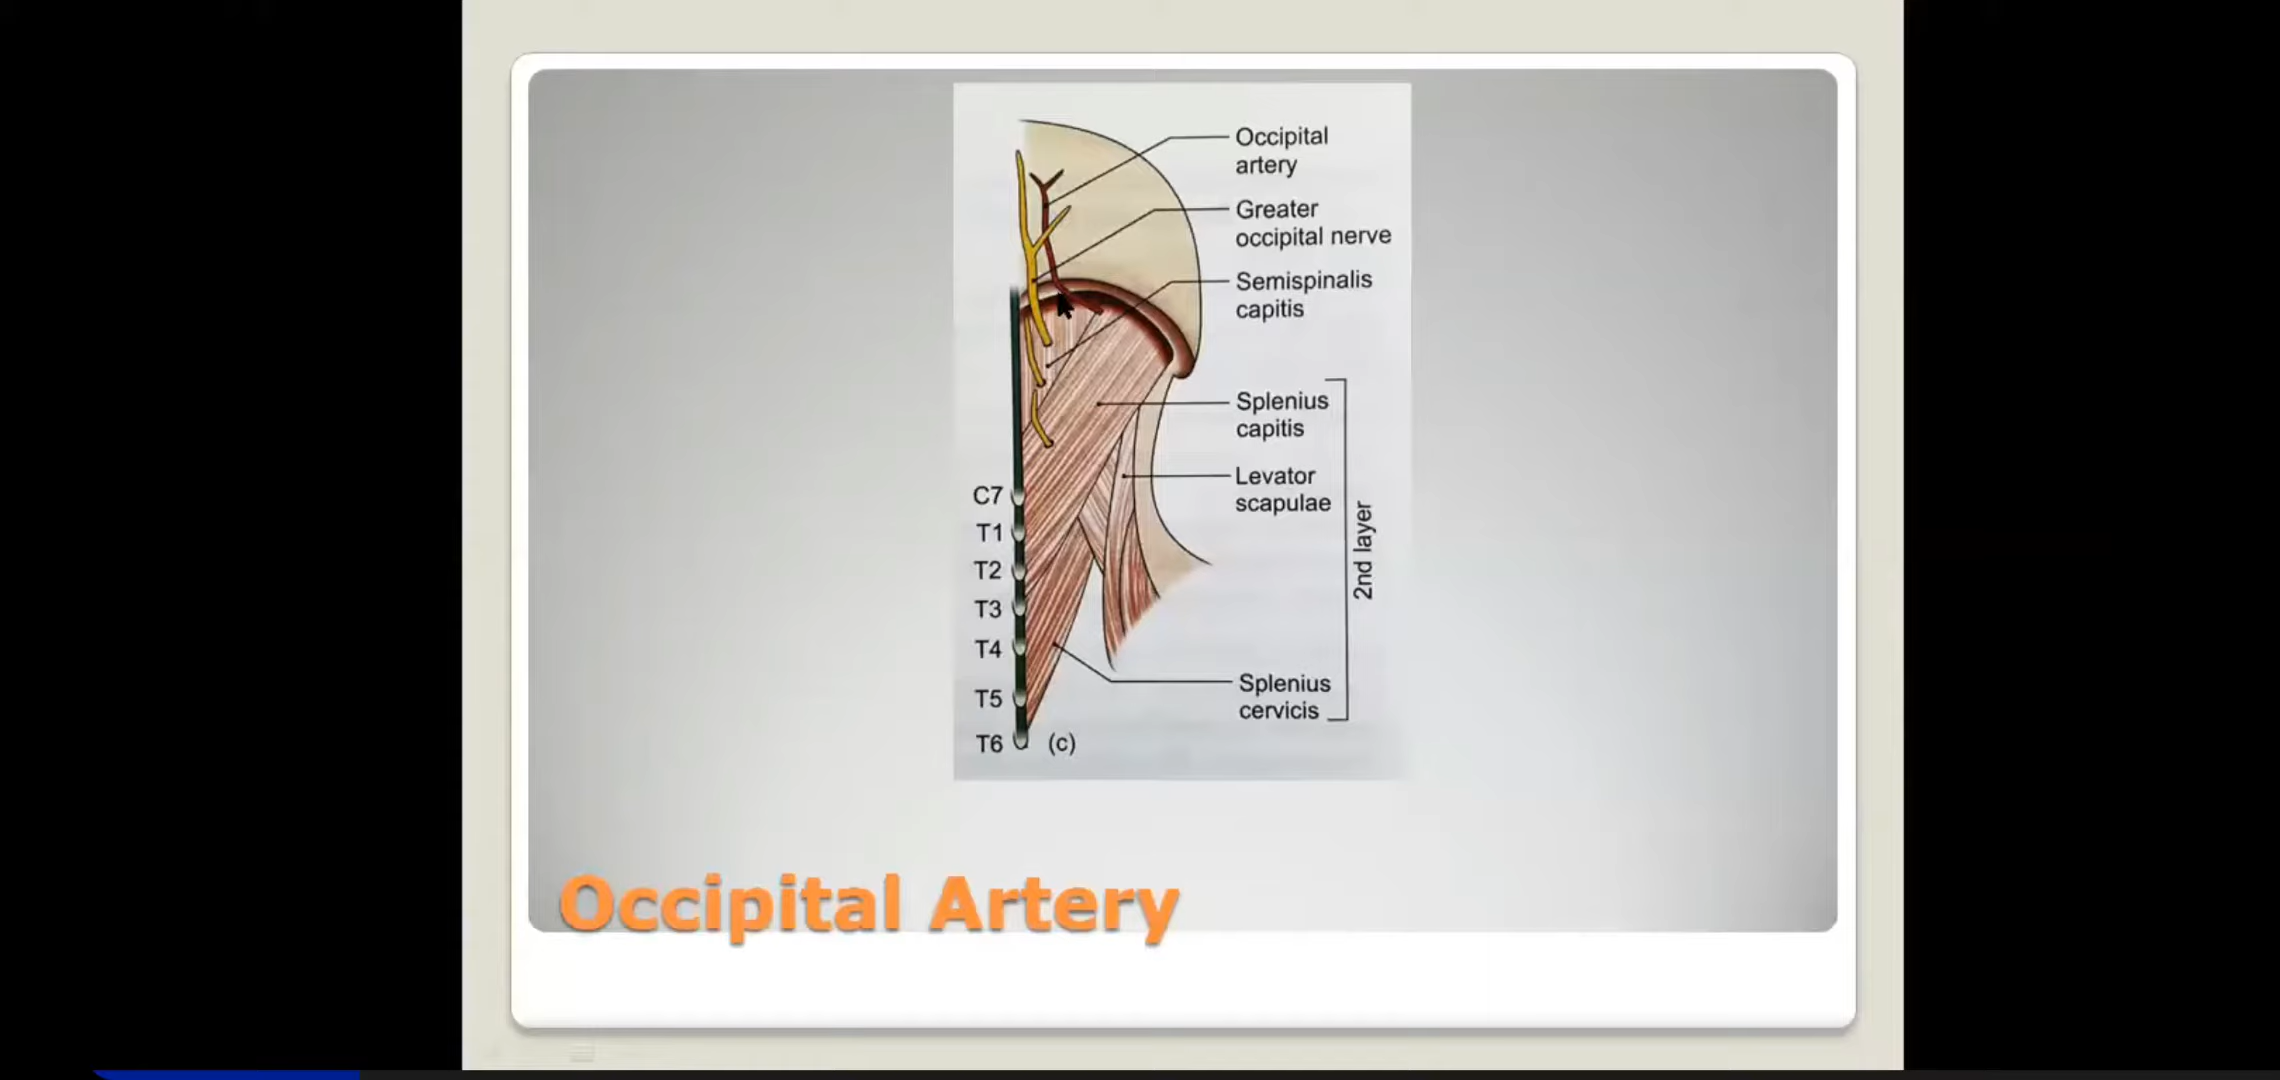 Occipital
artery
Greater
occipital nerve
Semispinalis
capitis
Splenius
capitis
Levator
scapulae
C7
T1
T2
T3
T4
T5
T6
2nd layer
Splenius
cervicis
(c)
Occipital Artery